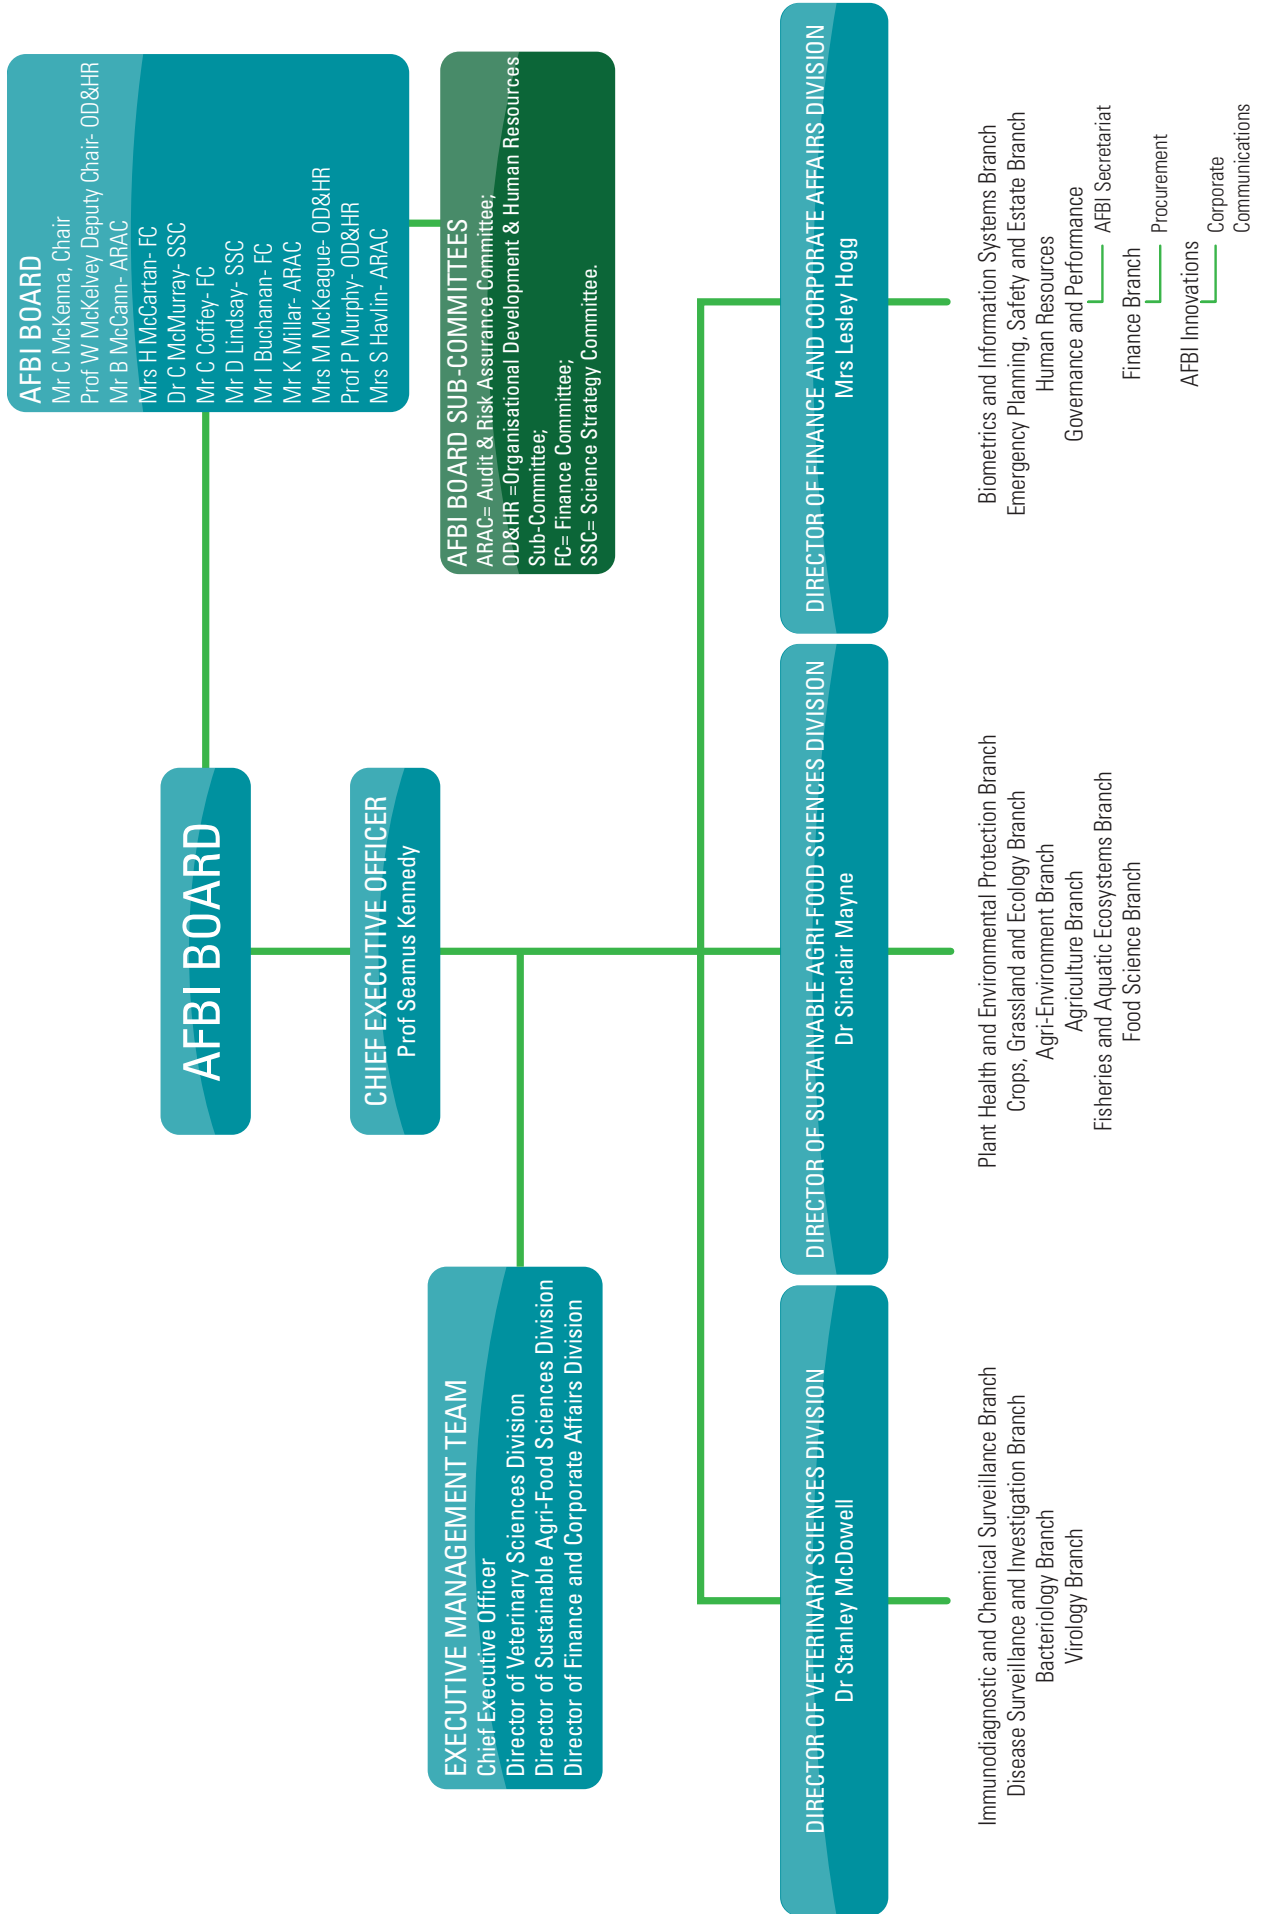 AFBI BOARD
AFBI BOARD
Mr C McKenna, Chair
Prof W McKelvey Deputy Chair- OD&HR
Mr B McCann- ARAC
Mrs H McCartan- FC
Dr C McMurray- SSC
Mr C Coffey- FC
Mr D Lindsay- SSC
Mr I Buchanan- FC
Mr K Millar- ARAC
Mrs M McKeague- OD&HR
Prof P Murphy- OD&HR
Mrs S Havlin- ARAC
CHIEF EXECUTIVE OFFICER
Prof Seamus Kennedy
AFBI BOARD SUB-COMMITTEES
ARAC= Audit & Risk Assurance Committee;
OD&HR =Organisational Development & Human Resources
Sub-Committee;
FC= Finance Committee;
SSC= Science Strategy Committee.
EXECUTIVE MANAGEMENT TEAM
Chief Executive Officer
Director of Veterinary Sciences Division
Director of Sustainable Agri-Food Sciences Division
Director of Finance and Corporate Affairs Division
DIRECTOR OF VETERINARY SCIENCES DIVISION
Dr Stanley McDowell
Immunodiagnostic and Chemical Surveillance Branch
Disease Surveillance and Investigation Branch
Bacteriology Branch
Virology Branch
DIRECTOR OF SUSTAINABLE AGRI-FOOD SCIENCES DIVISION
Dr Sinclair Mayne
Plant Health and Environmental Protection Branch
Crops, Grassland and Ecology Branch
Agri-Environment Branch
Agriculture Branch
Fisheries and Aquatic Ecosystems Branch
Food Science Branch
DIRECTOR OF FINANCE AND CORPORATE AFFAIRS DIVISION
Mrs Lesley Hogg
Biometrics and Information Systems Branch
Emergency Planning, Safety and Estate Branch
Human Resources
Governance and Performance
AFBI Secretariat
Finance Branch
Procurement
AFBI Innovations
Corporate
Communications